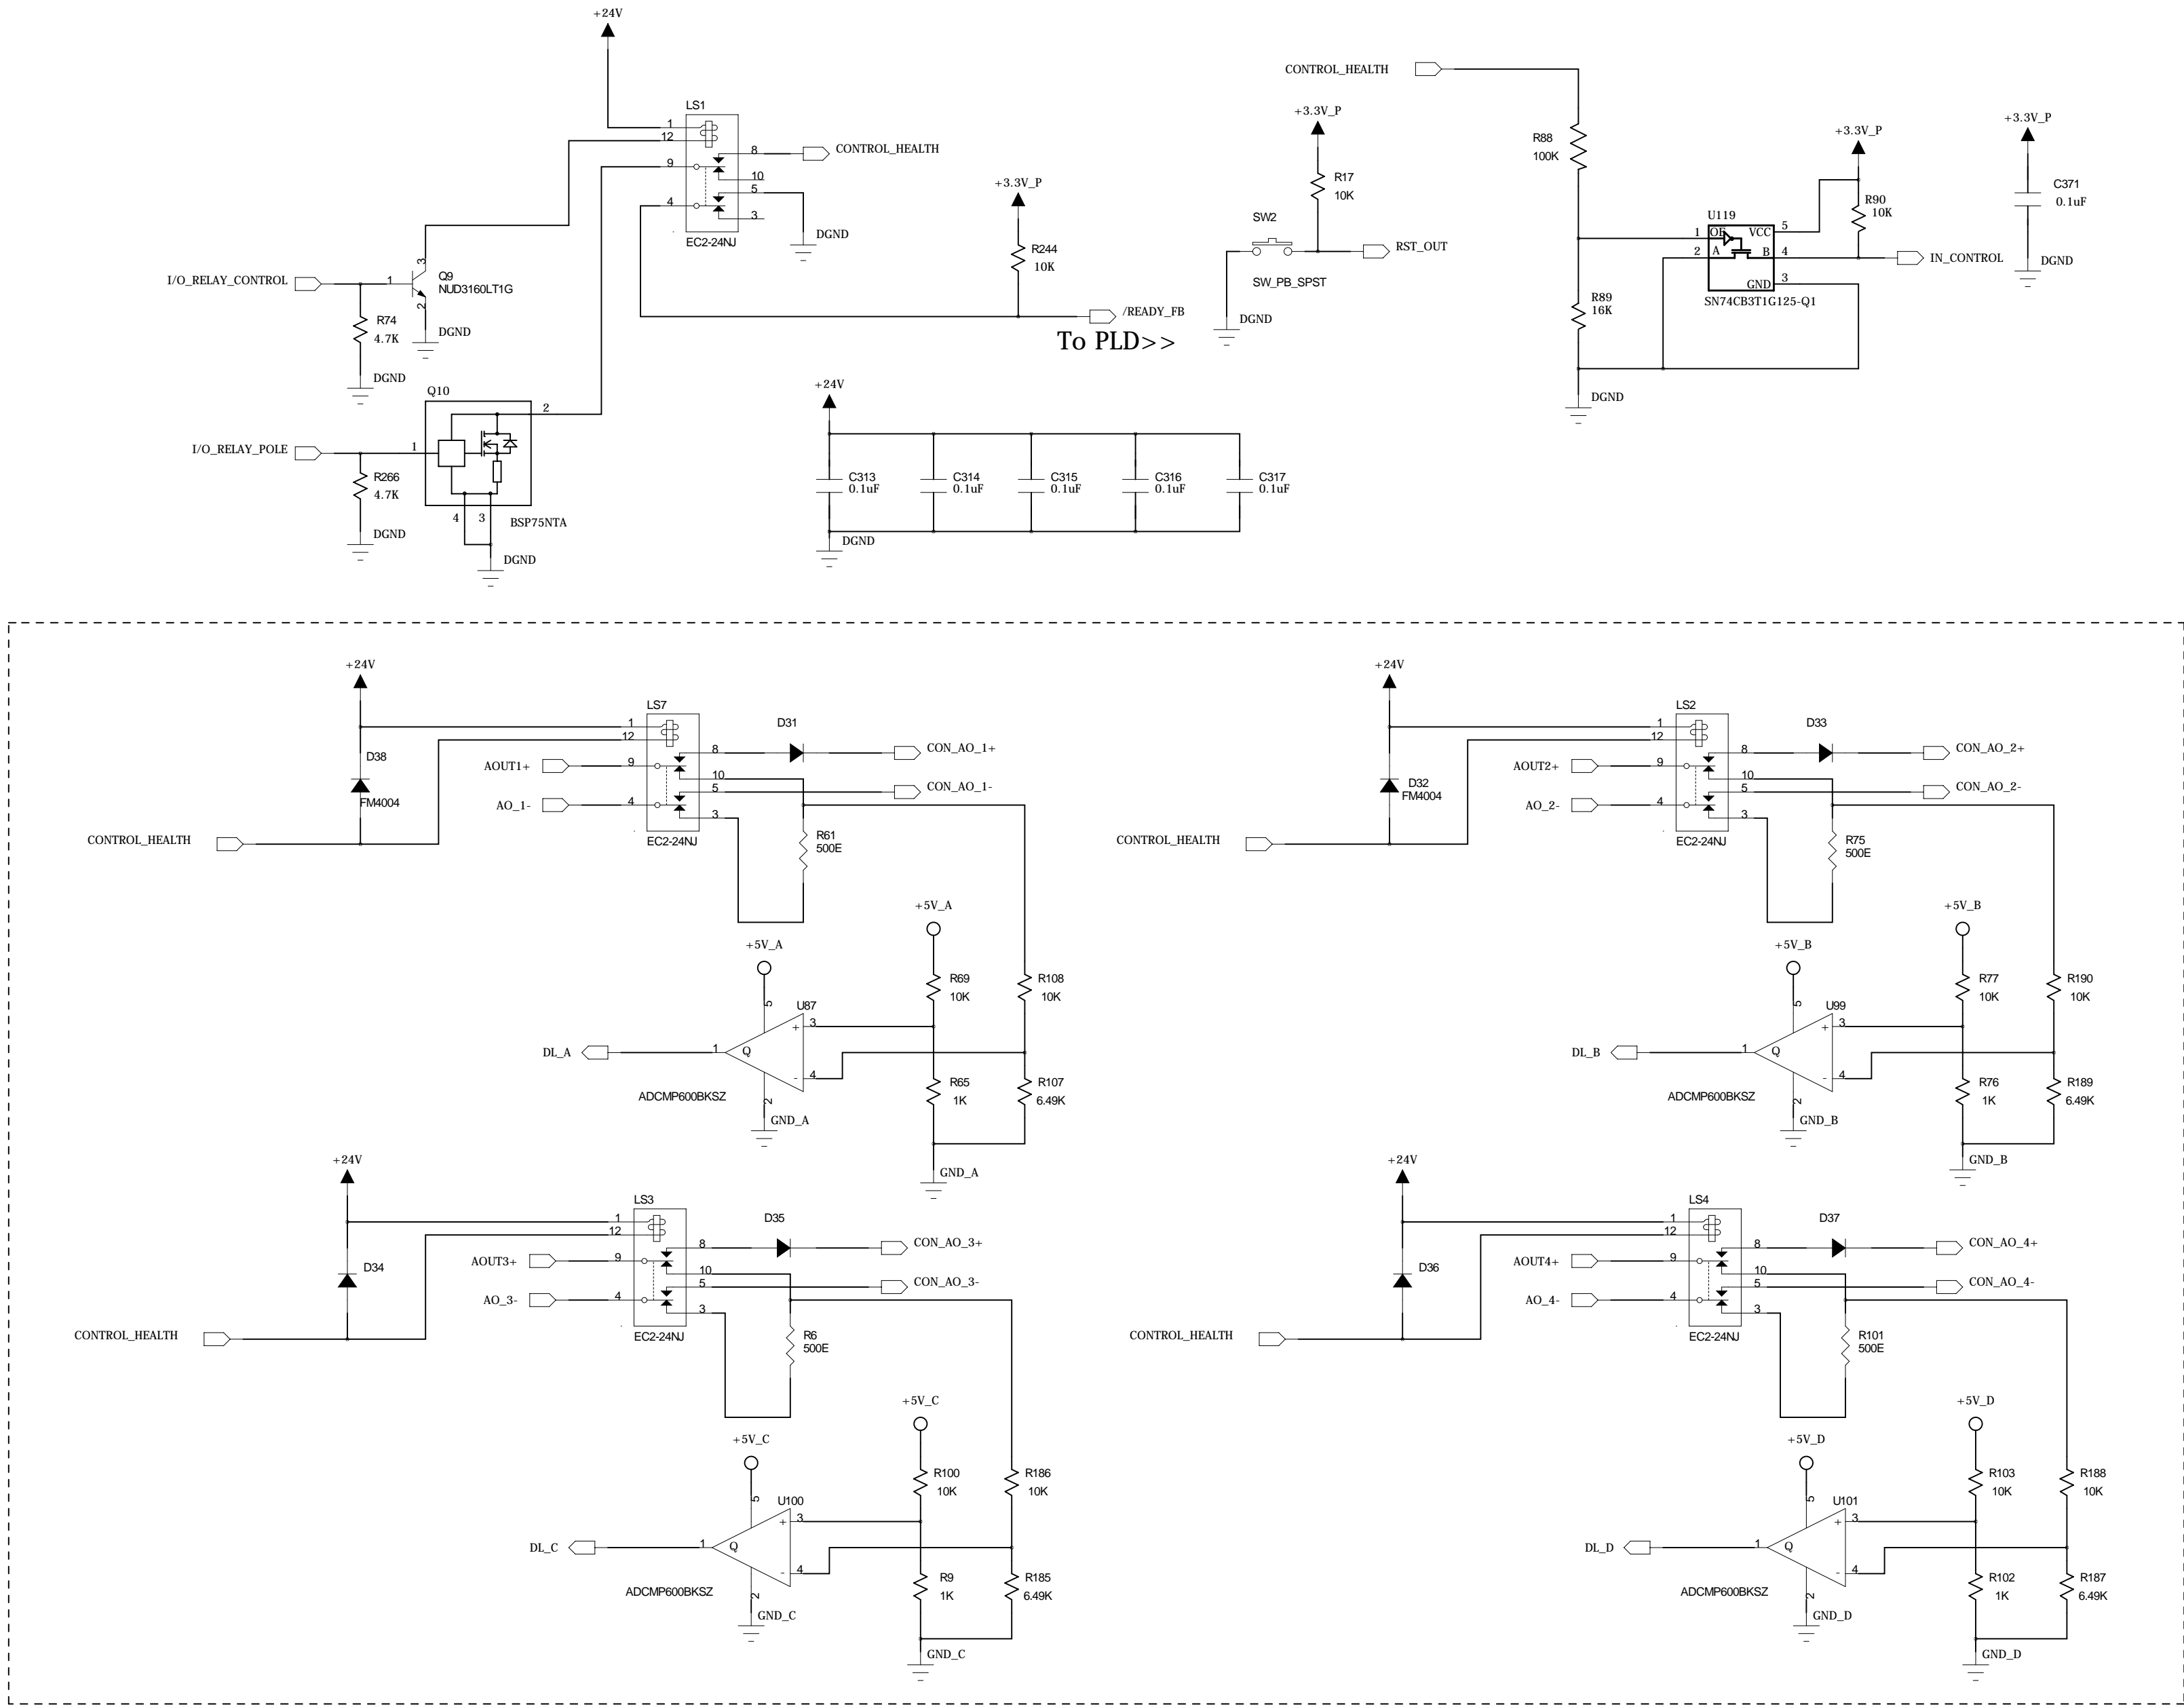 +24V
LS1
1
12
8
CONTROL_HEALTH
9
10
5
4
3
EC2-24NJ
DGND
+3.3V_P
R244
10K
/READY_FB
To PLD>>
I/O_RELAY_CONTROL
1
3
2
Q9
NUD3160LT1G
R74
4.7K
DGND
DGND
Q10
2
I/O_RELAY_POLE
1
R266
4.7K
4
3
BSP75NTA
DGND
DGND
+3.3V_P
R17
10K
SW2
RST_OUT
SW_PB_SPST
DGND
CONTROL_HEALTH
R88
100K
+3.3V_P
R90
10K
U119
1
OE
VCC
5
2
A
B
4
IN_CONTROL
GND
3
SN74CB3T1G125-Q1
R89
16K
DGND
+3.3V_P
C371
0.1uF
DGND
+24V
C313
0.1uF
C314
0.1uF
C315
0.1uF
C316
0.1uF
C317
0.1uF
DGND
+24V
LS7
1
12
D31
D38
FM4004
8
CON_AO_1+
AOUT1+
9
10
5
CON_AO_1-
AO_1-
4
3
EC2-24NJ
R61
500E
CONTROL_HEALTH
+5V_A
+5V_A
R69
10K
R108
10K
5
U87
+
3
DL_A
1
Q
-
4
R65
1K
R107
6.49K
ADCMP600BKSZ
2
GND_A
GND_A
+24V
LS2
1
12
D33
D32
FM4004
8
CON_AO_2+
AOUT2+
9
10
5
CON_AO_2-
AO_2-
4
3
EC2-24NJ
R75
500E
CONTROL_HEALTH
+5V_B
+5V_B
R77
10K
R190
10K
5
U99
+
3
DL_B
1
Q
-
4
R76
1K
R189
6.49K
ADCMP600BKSZ
2
GND_B
GND_B
+24V
LS3
1
12
D35
D34
8
CON_AO_3+
AOUT3+
9
10
5
CON_AO_3-
AO_3-
4
3
EC2-24NJ
R6
500E
CONTROL_HEALTH
+5V_C
+5V_C
R100
10K
R186
10K
5
U100
+
3
DL_C
1
Q
-
4
R9
1K
R185
6.49K
ADCMP600BKSZ
2
GND_C
GND_C
+24V
LS4
1
12
D37
D36
8
CON_AO_4+
AOUT4+
9
10
5
CON_AO_4-
AO_4-
4
3
EC2-24NJ
R101
500E
CONTROL_HEALTH
+5V_D
+5V_D
R103
10K
R188
10K
5
U101
+
3
DL_D
1
Q
-
4
R102
1K
R187
6.49K
ADCMP600BKSZ
2
GND_D
GND_D